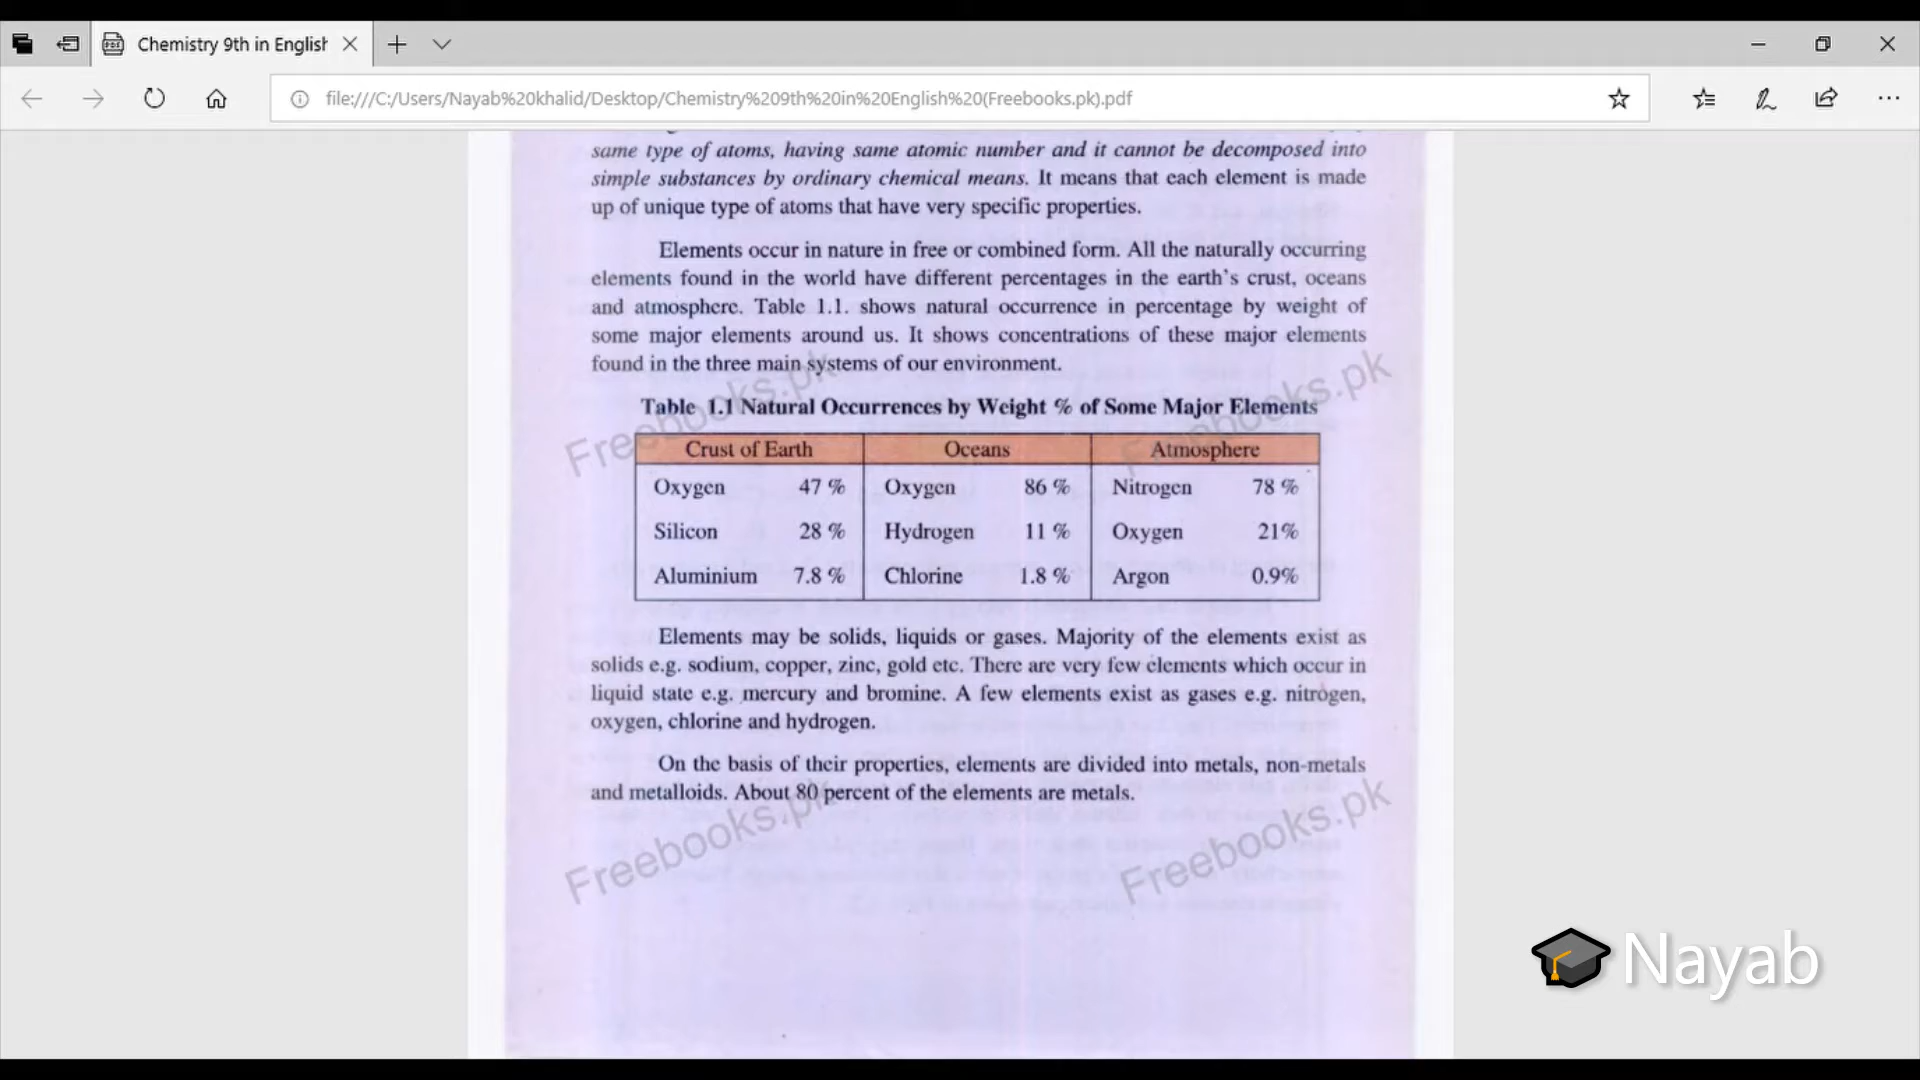 Chemistry 9th in English
file:///C:/Users/Nayab%20khalid/Desktop/Chemistry%209th%20in%20English%20(Freebooks.pk).pdf
same type of atoms, having same atomic number and it cannot be decomposed into
simple substances by ordinary chemical means. It means that each element is made
up of unique type of atoms that have very specific properties.
Elements occur in nature in free or combined form. All the naturally occurring
elements found in the world have different percentages in the earth's crust, oceans
and atmosphere. Table 1.1. shows natural occurrence in percentage by weight of
some major elements around us. It shows concentrations of these major elements
found in the three main systems of our environment.
Table 1.1 Natural Occurrences by Weight % of Some Major Elements
Crust of Earth Oceans Atmosphere
Oxygen 47 % Oxygen 86 % Nitrogen 78 %
Silicon 28 % Hydrogen 11 % Oxygen 21%
Aluminium 7.8 % Chlorine 1.8 % Argon 0.9%
Elements may be solids, liquids or gases. Majority of the elements exist as
solids e.g. sodium, copper, zinc, gold etc. There are very few elements which occur in
liquid state e.g. mercury and bromine. A few elements exist as gases e.g. nitrogen,
oxygen, chlorine and hydrogen.
On the basis of their properties, elements are divided into metals, non-metals
and metalloids. About 80 percent of the elements are metals.
Freebooks.pk
Freebooks.pk
Freebooks.pk
Freebooks.pk
Nayab